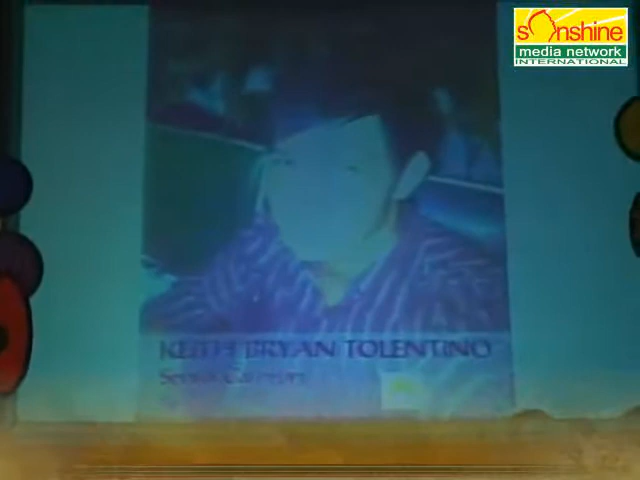 sonshine
media network
INTERNATIONAL
KEITH BRYAN TOLENTINO